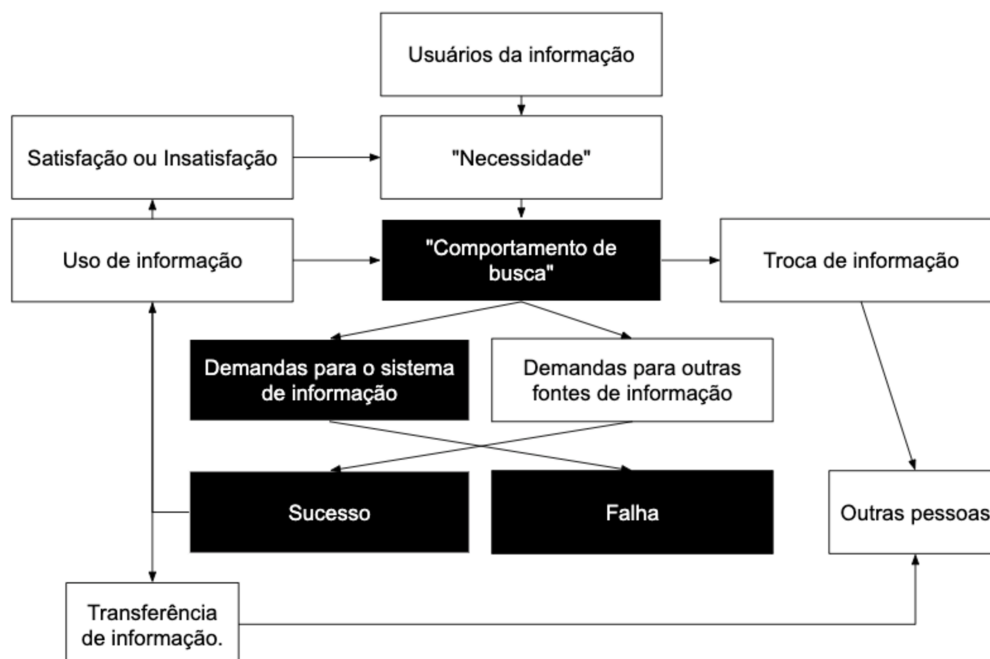 Usuários da informação
Satisfação ou Insatisfação
"Necessidade"
Uso de informação
"Comportamento de
busca"
Troca de informação
Demandas para o sistema
de informação
Demandas para outras
fontes de informação
Sucesso
Falha
Outras pessoas
Transferência
de informação.